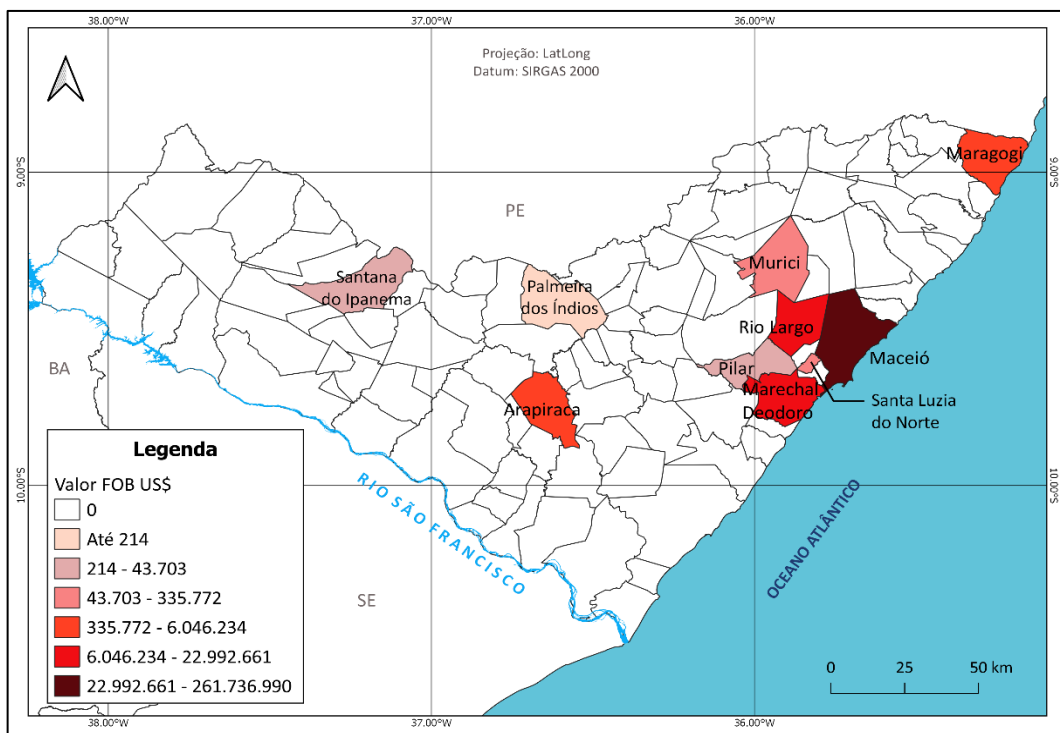 38.00°W
37.00°W
36.00°W
Projeção: LatLong
Datum: SIRGAS 2000
Maragogi
9.00°S
9.00°S
PE
Murici
Santana
do Ipanema
Palmeira
dos Índios
Rio Largo
BA
Maceió
Pilar
Marechal
Deodoro
Santa Luzia
do Norte
Arapiraca
Legenda
Valor FOB US$
0
Até 214
214 - 43.703
43.703 - 335.772
335.772 - 6.046.234
6.046.234 - 22.992.661
22.992.661 - 261.736.990
10.00°S
10.00°S
RIO SÃO FRANCISCO
OCEANO ATLÂNTICO
SE
0 25 50 km
38.00°W
37.00°W
36.00°W